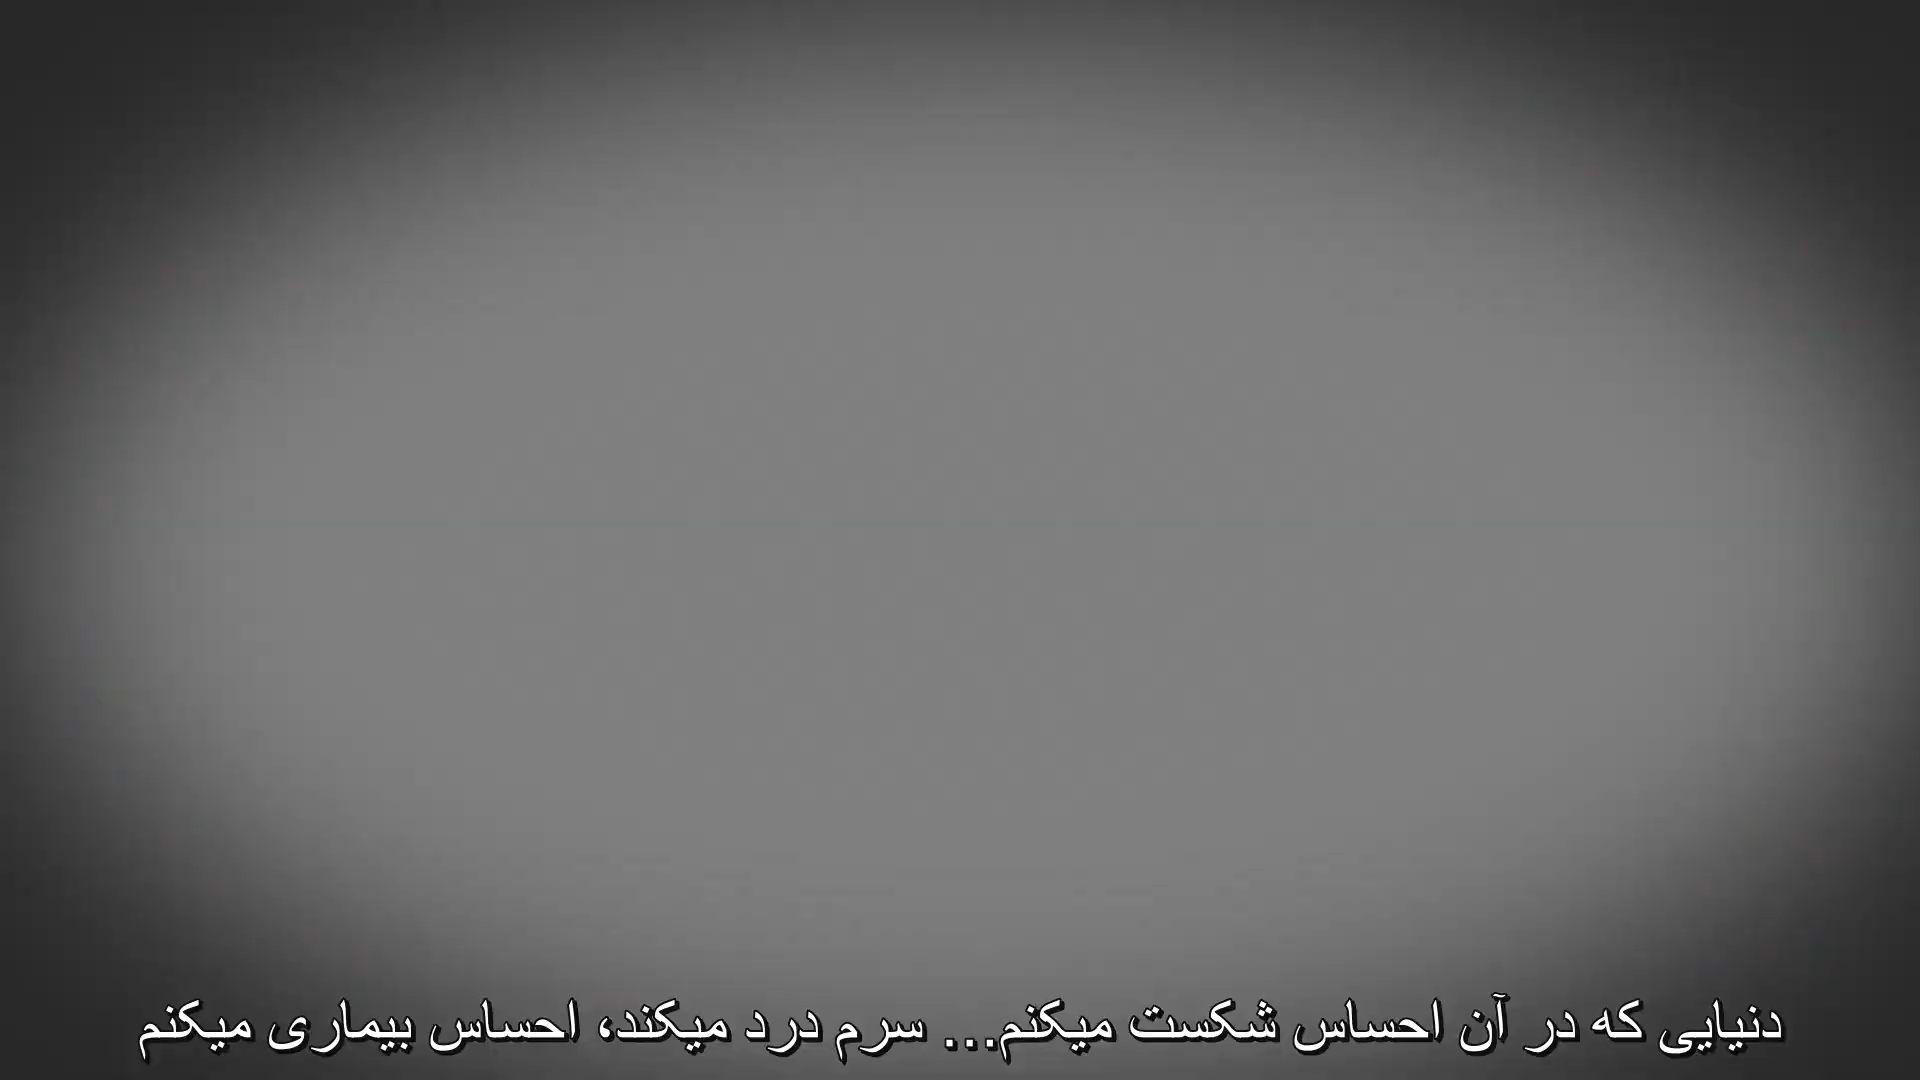 دنیایی که در آن احساس شکست میکنم... سرم درد میکند، احساس بیماری میکنم